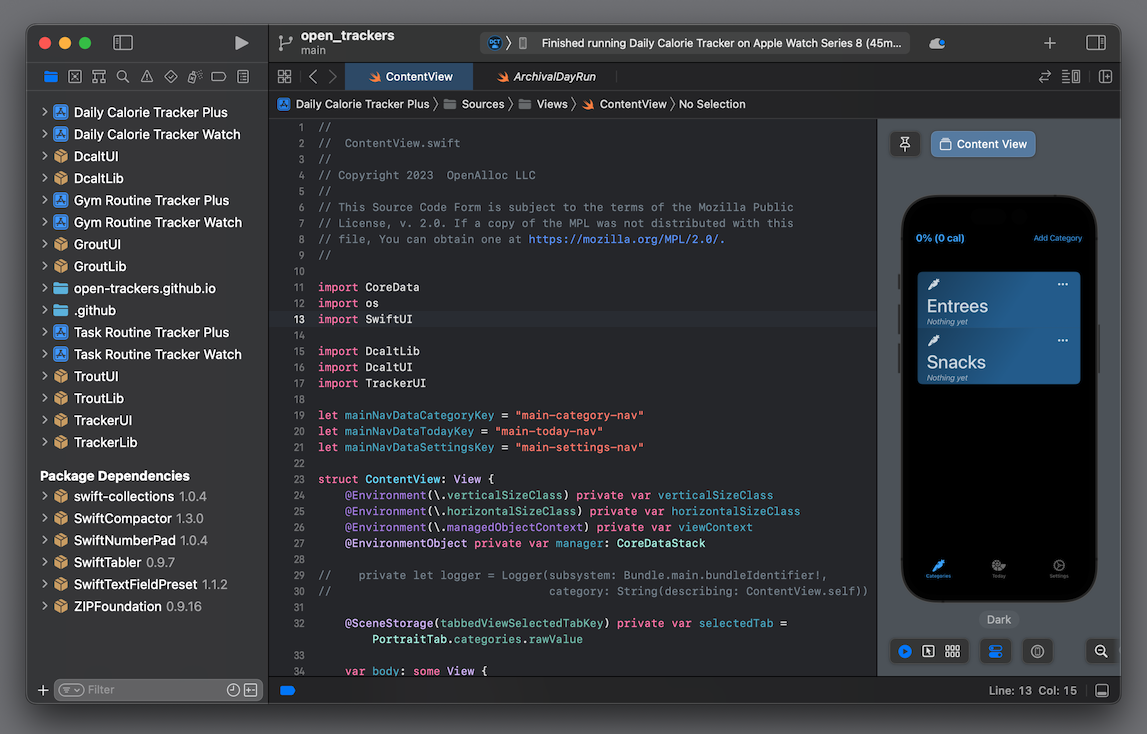 open_trackers
main
DCT
Finished running Daily Calorie Tracker on Apple Watch Series 8 (45m...
ContentView
ArchivalDayRun
Daily Calorie Tracker Plus
Sources
Views
ContentView
No Selection
Daily Calorie Tracker Plus
Daily Calorie Tracker Watch
DcaltUI
DcaltLib
Gym Routine Tracker Plus
Gym Routine Tracker Watch
GroutUI
GroutLib
open-trackers.github.io
.github
Task Routine Tracker Plus
Task Routine Tracker Watch
TroutUI
TroutLib
TrackerUI
TrackerLib
Package Dependencies
swift-collections 1.0.4
SwiftCompactor 1.3.0
SwiftNumberPad 1.0.4
SwiftTabler 0.9.7
SwiftTextFieldPreset 1.1.2
ZIPFoundation 0.9.16
Filter
1 //
2 //  ContentView.swift
3 //
4 // Copyright 2023  OpenAlloc LLC
5 //
6 // This Source Code Form is subject to the terms of the Mozilla Public
7 // License, v. 2.0. If a copy of the MPL was not distributed with this
8 // file, You can obtain one at https://mozilla.org/MPL/2.0/.
9 //
10
11 import CoreData
12 import os
13 import SwiftUI
14
15 import DcaltLib
16 import DcaltUI
17 import TrackerUI
18
19 let mainNavDataCategoryKey = "main-category-nav"
20 let mainNavDataTodayKey = "main-today-nav"
21 let mainNavDataSettingsKey = "main-settings-nav"
22
23 struct ContentView: View {
24     @Environment(\.verticalSizeClass) private var verticalSizeClass
25     @Environment(\.horizontalSizeClass) private var horizontalSizeClass
26     @Environment(\.managedObjectContext) private var viewContext
27     @EnvironmentObject private var manager: CoreDataStack
28
29 //    private let logger = Logger(subsystem: Bundle.main.bundleIdentifier!,
30 //                                category: String(describing: ContentView.self))
31
32     @SceneStorage(tabbedViewSelectedTabKey) private var selectedTab =
        PortraitTab.categories.rawValue
33
34     var body: some View {
Content View
0% (0 cal)
Add Category
Entrees
Nothing yet
Snacks
Nothing yet
Categories
Today
Settings
Dark
Line: 13  Col: 15